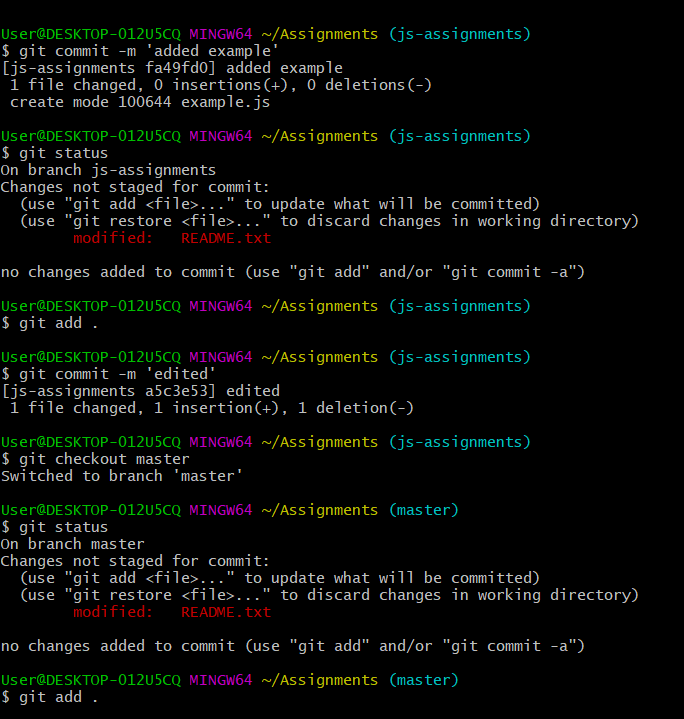 User@DESKTOP-012U5CQ MINGW64 ~/Assignments (js-assignments)
$ git commit -m 'added example'
[js-assignments fa49fd0] added example
 1 file changed, 0 insertions(+), 0 deletions(-)
 create mode 100644 example.js

User@DESKTOP-012U5CQ MINGW64 ~/Assignments (js-assignments)
$ git status
On branch js-assignments
Changes not staged for commit:
  (use "git add <file>..." to update what will be committed)
  (use "git restore <file>..." to discard changes in working directory)
        modified:   README.txt

no changes added to commit (use "git add" and/or "git commit -a")

User@DESKTOP-012U5CQ MINGW64 ~/Assignments (js-assignments)
$ git add .

User@DESKTOP-012U5CQ MINGW64 ~/Assignments (js-assignments)
$ git commit -m 'edited'
[js-assignments a5c3e53] edited
 1 file changed, 1 insertion(+), 1 deletion(-)

User@DESKTOP-012U5CQ MINGW64 ~/Assignments (js-assignments)
$ git checkout master
Switched to branch 'master'

User@DESKTOP-012U5CQ MINGW64 ~/Assignments (master)
$ git status
On branch master
Changes not staged for commit:
  (use "git add <file>..." to update what will be committed)
  (use "git restore <file>..." to discard changes in working directory)
        modified:   README.txt

no changes added to commit (use "git add" and/or "git commit -a")

User@DESKTOP-012U5CQ MINGW64 ~/Assignments (master)
$ git add .